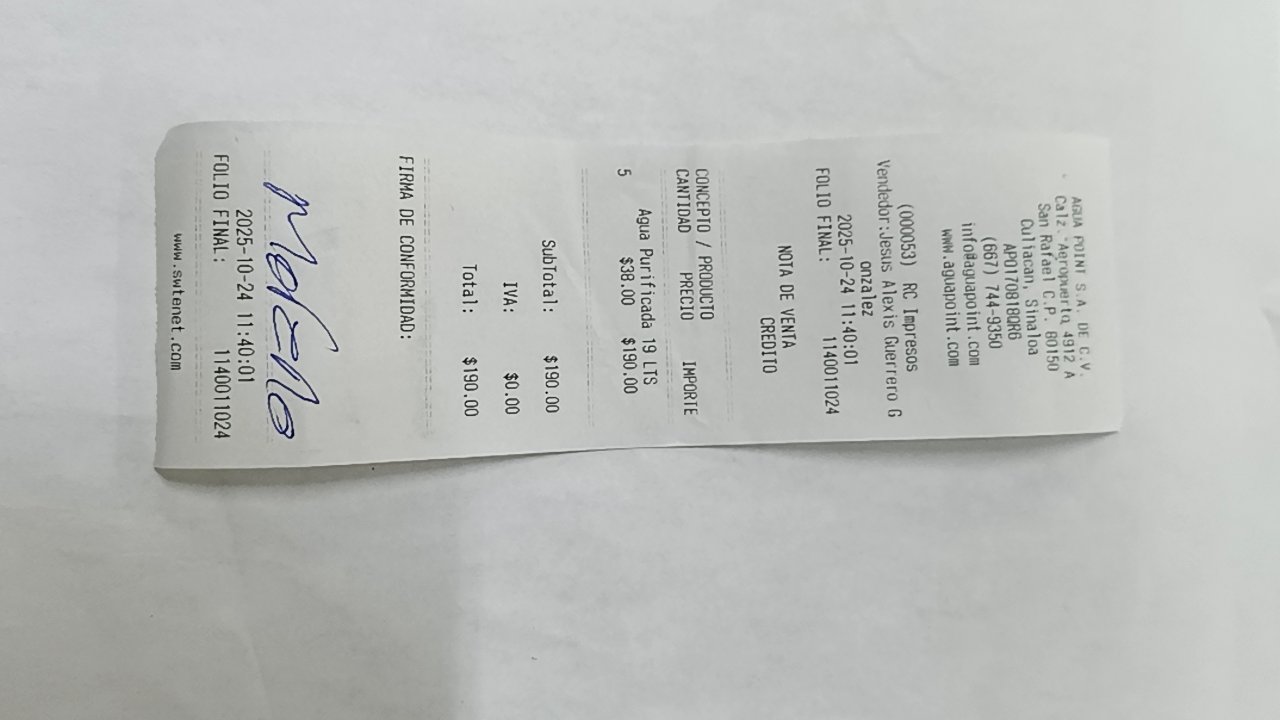 AGUA POINT S.A. DE C.V.
Calz. Aeropuerto 4912 A
San Rafael C.P. 80150
Culiacan, Sinaloa
APO170818QR6
(667) 744-9350
info@aguapoint.com
www.aguapoint.com
(000053) RC Impresos
Vendedor:Jesus Alexis Guerrero G
onzalez
2025-10-24 11:40:01
FOLIO FINAL: 1140011024
NOTA DE VENTA
CREDITO
CONCEPTO / PRODUCTO
CANTIDAD PRECIO IMPORTE
Agua Purificada 19 LTS
5 $38.00 $190.00
SubTotal: $190.00
IVA: $0.00
Total: $190.00
FIRMA DE CONFORMIDAD:
2025-10-24 11:40:01
FOLIO FINAL: 1140011024
www.swtenet.com